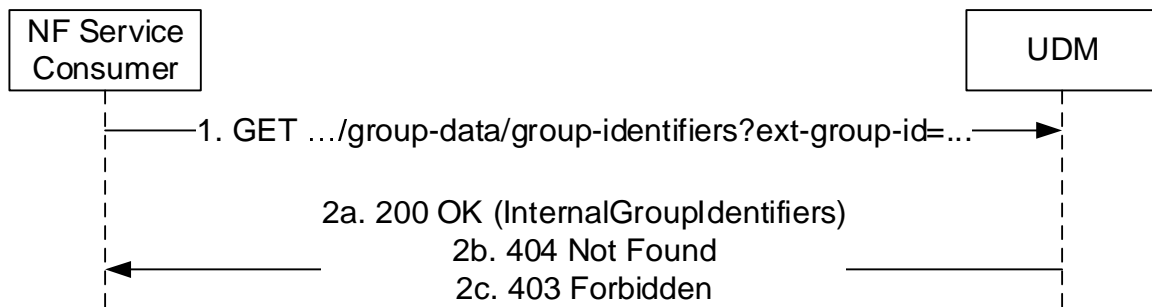 NF Service
Consumer
UDM
1. GET …/group-data/group-identifiers?ext-group-id=...
2a. 200 OK (InternalGroupIdentifiers)
2b. 404 Not Found
2c. 403 Forbidden